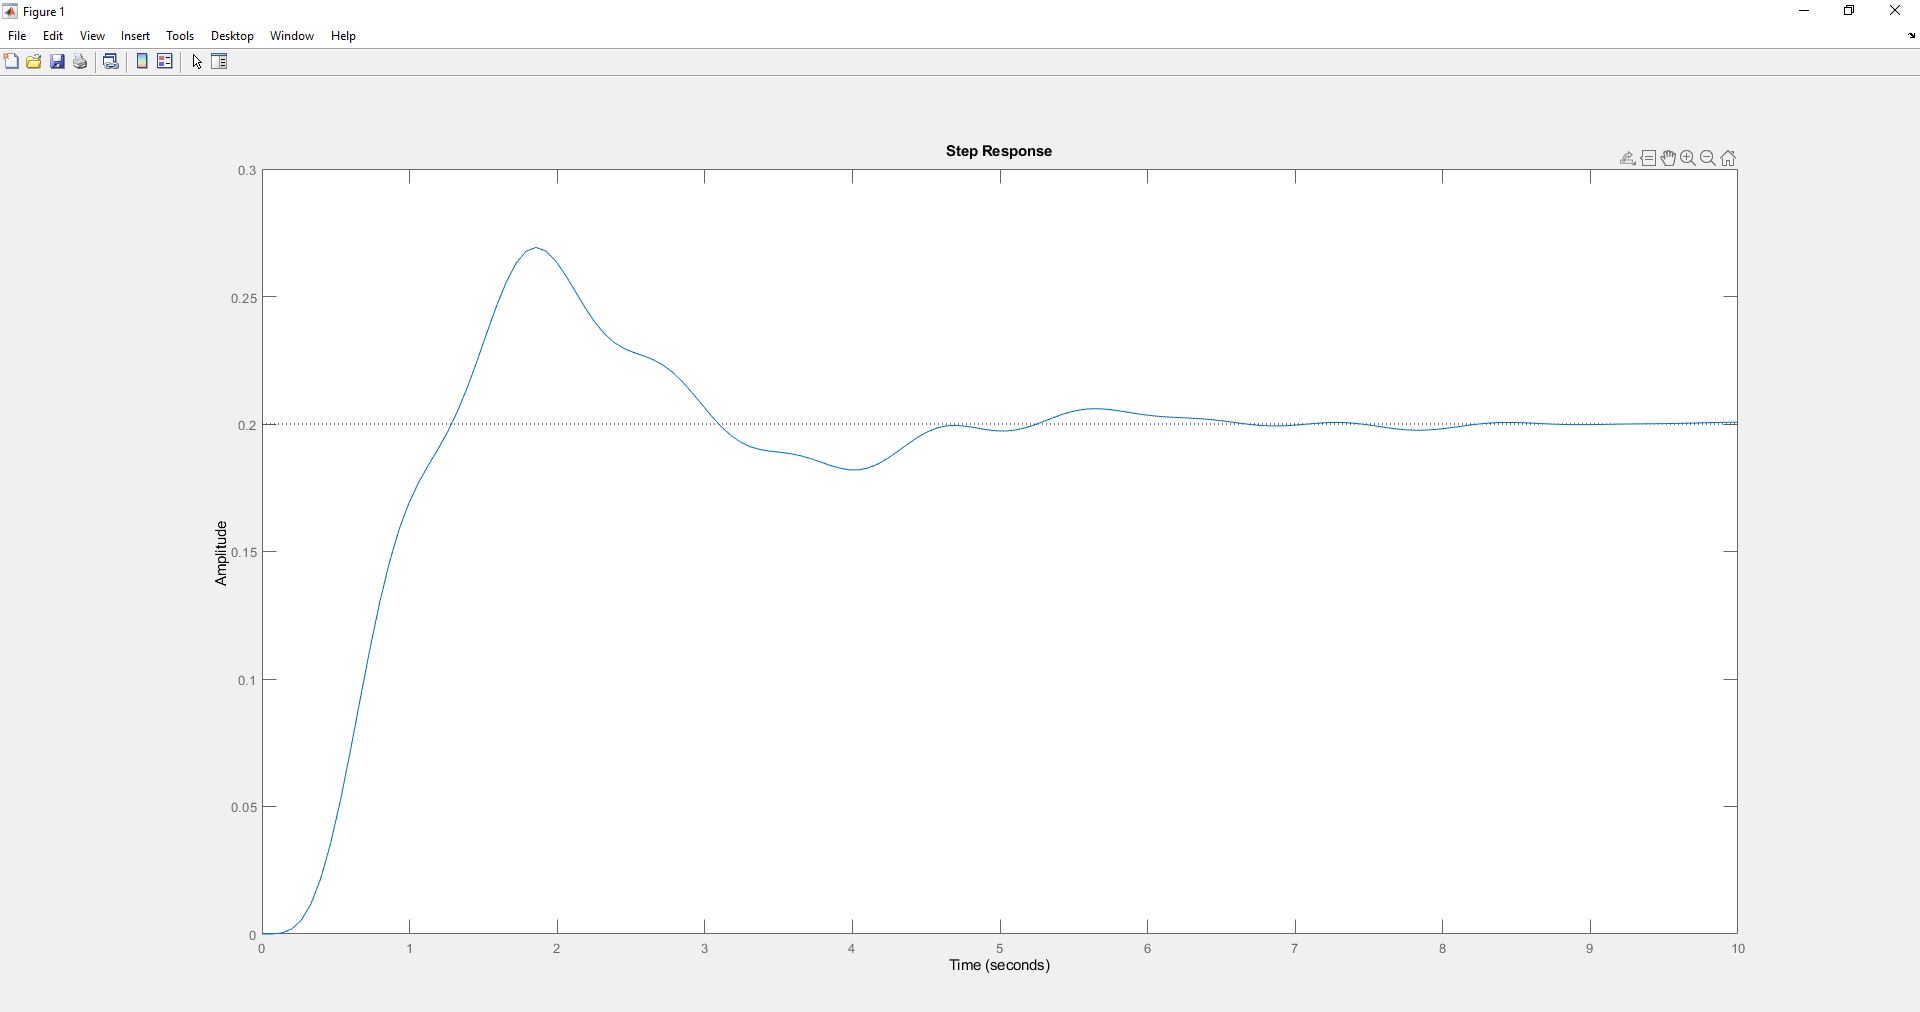 Figure 1
File Edit View Insert Tools Desktop Window Help
Step Response
0.3
0.25
0.2
0.15
0.1
0.05
0
Amplitude
0 1 2 3 4 5 6 7 8 9 10
Time (seconds)